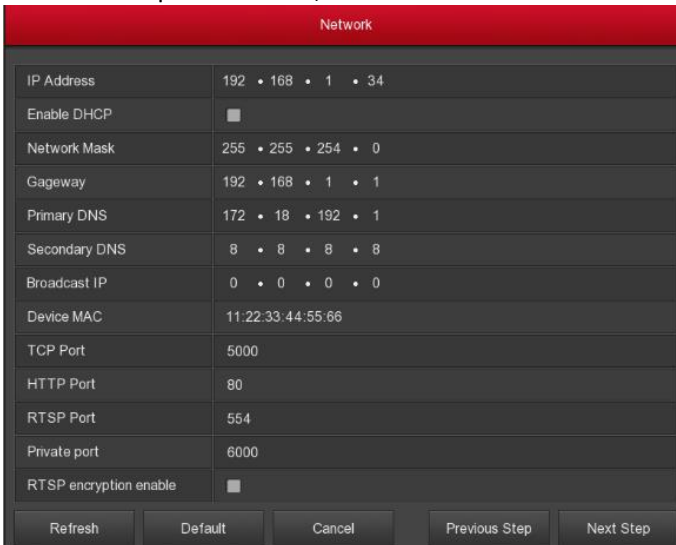 Network
IP Address 192 • 168 • 1 • 34
Enable DHCP
Network Mask 255 • 255 • 254 • 0
Gageway 192 • 168 • 1 • 1
Primary DNS 172 • 18 • 192 • 1
Secondary DNS 8 • 8 • 8 • 8
Broadcast IP 0 • 0 • 0 • 0
Device MAC 11:22:33:44:55:66
TCP Port 5000
HTTP Port 80
RTSP Port 554
Private port 6000
RTSP encryption enable
Refresh Default Cancel Previous Step Next Step